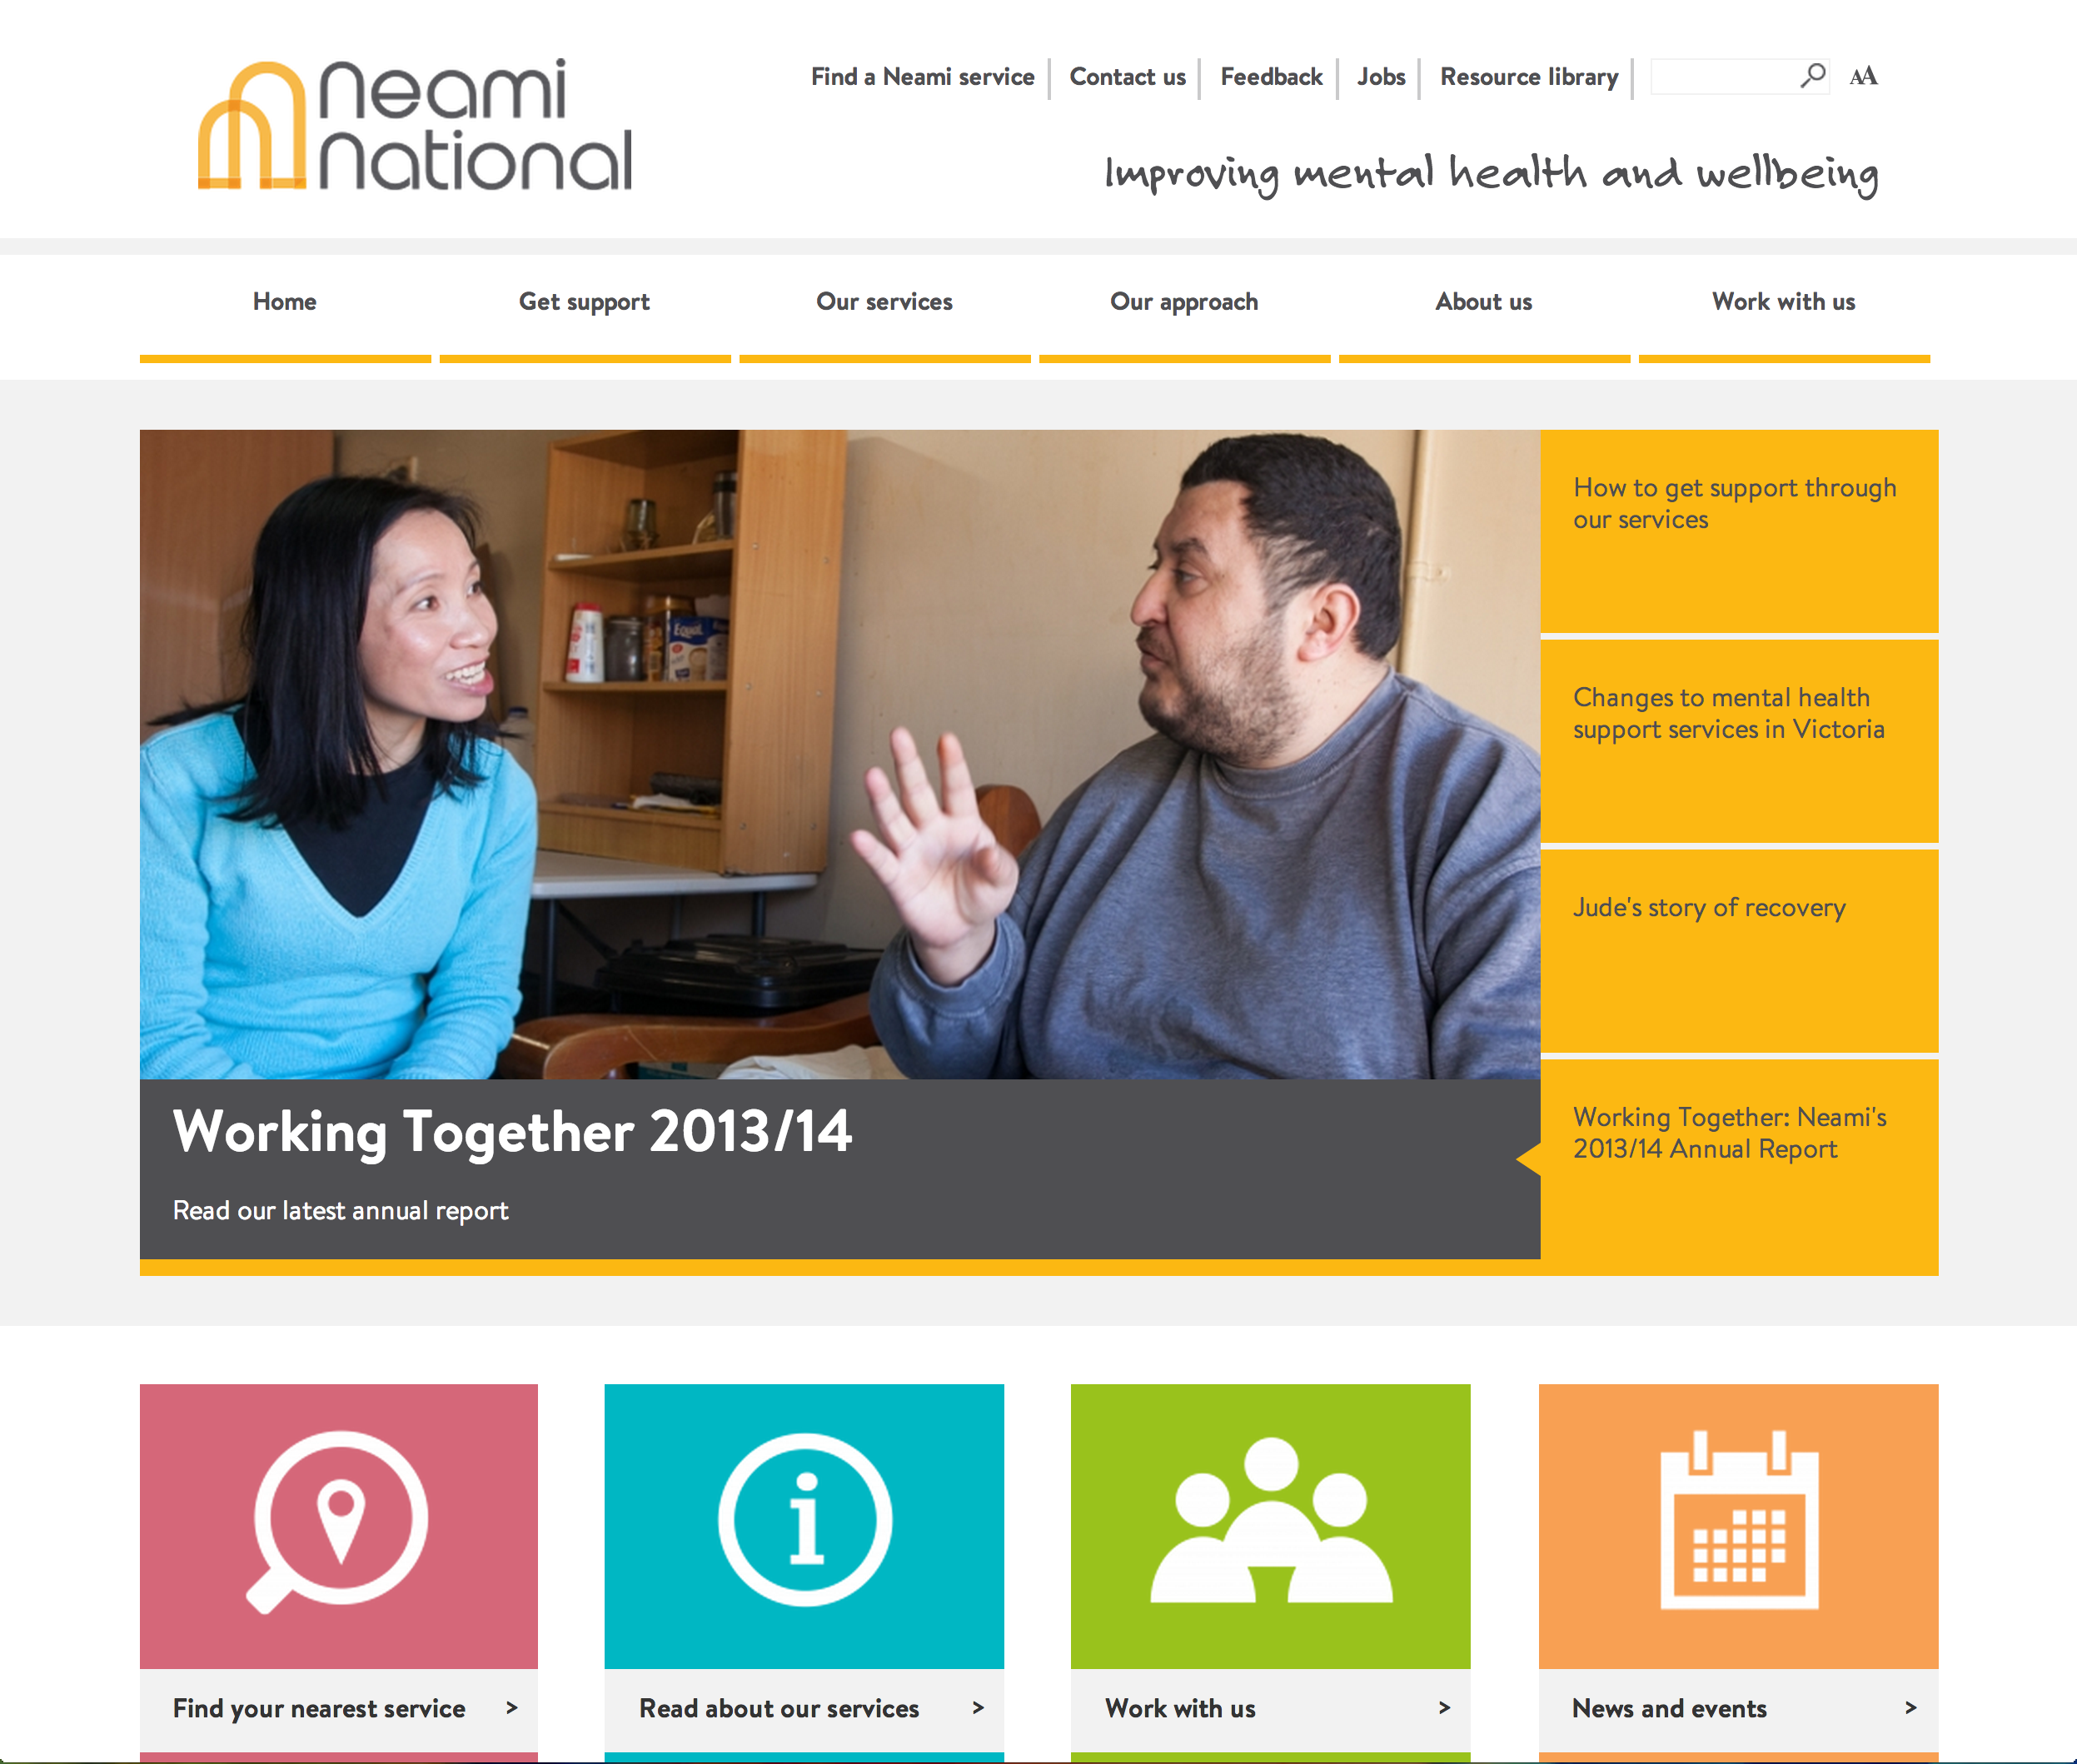 Neami
National
Find a Neami service
Contact us
Feedback
Jobs
Resource library
AA
Improving mental health and wellbeing
Home
Get support
Our services
Our approach
About us
Work with us
EQUAL
How to get support through
our services
Changes to mental health
support services in Victoria
Jude's story of recovery
Working Together: Neami's
2013/14 Annual Report
Working Together 2013/14
Read our latest annual report
Find your nearest service >
Read about our services >
Work with us >
News and events >